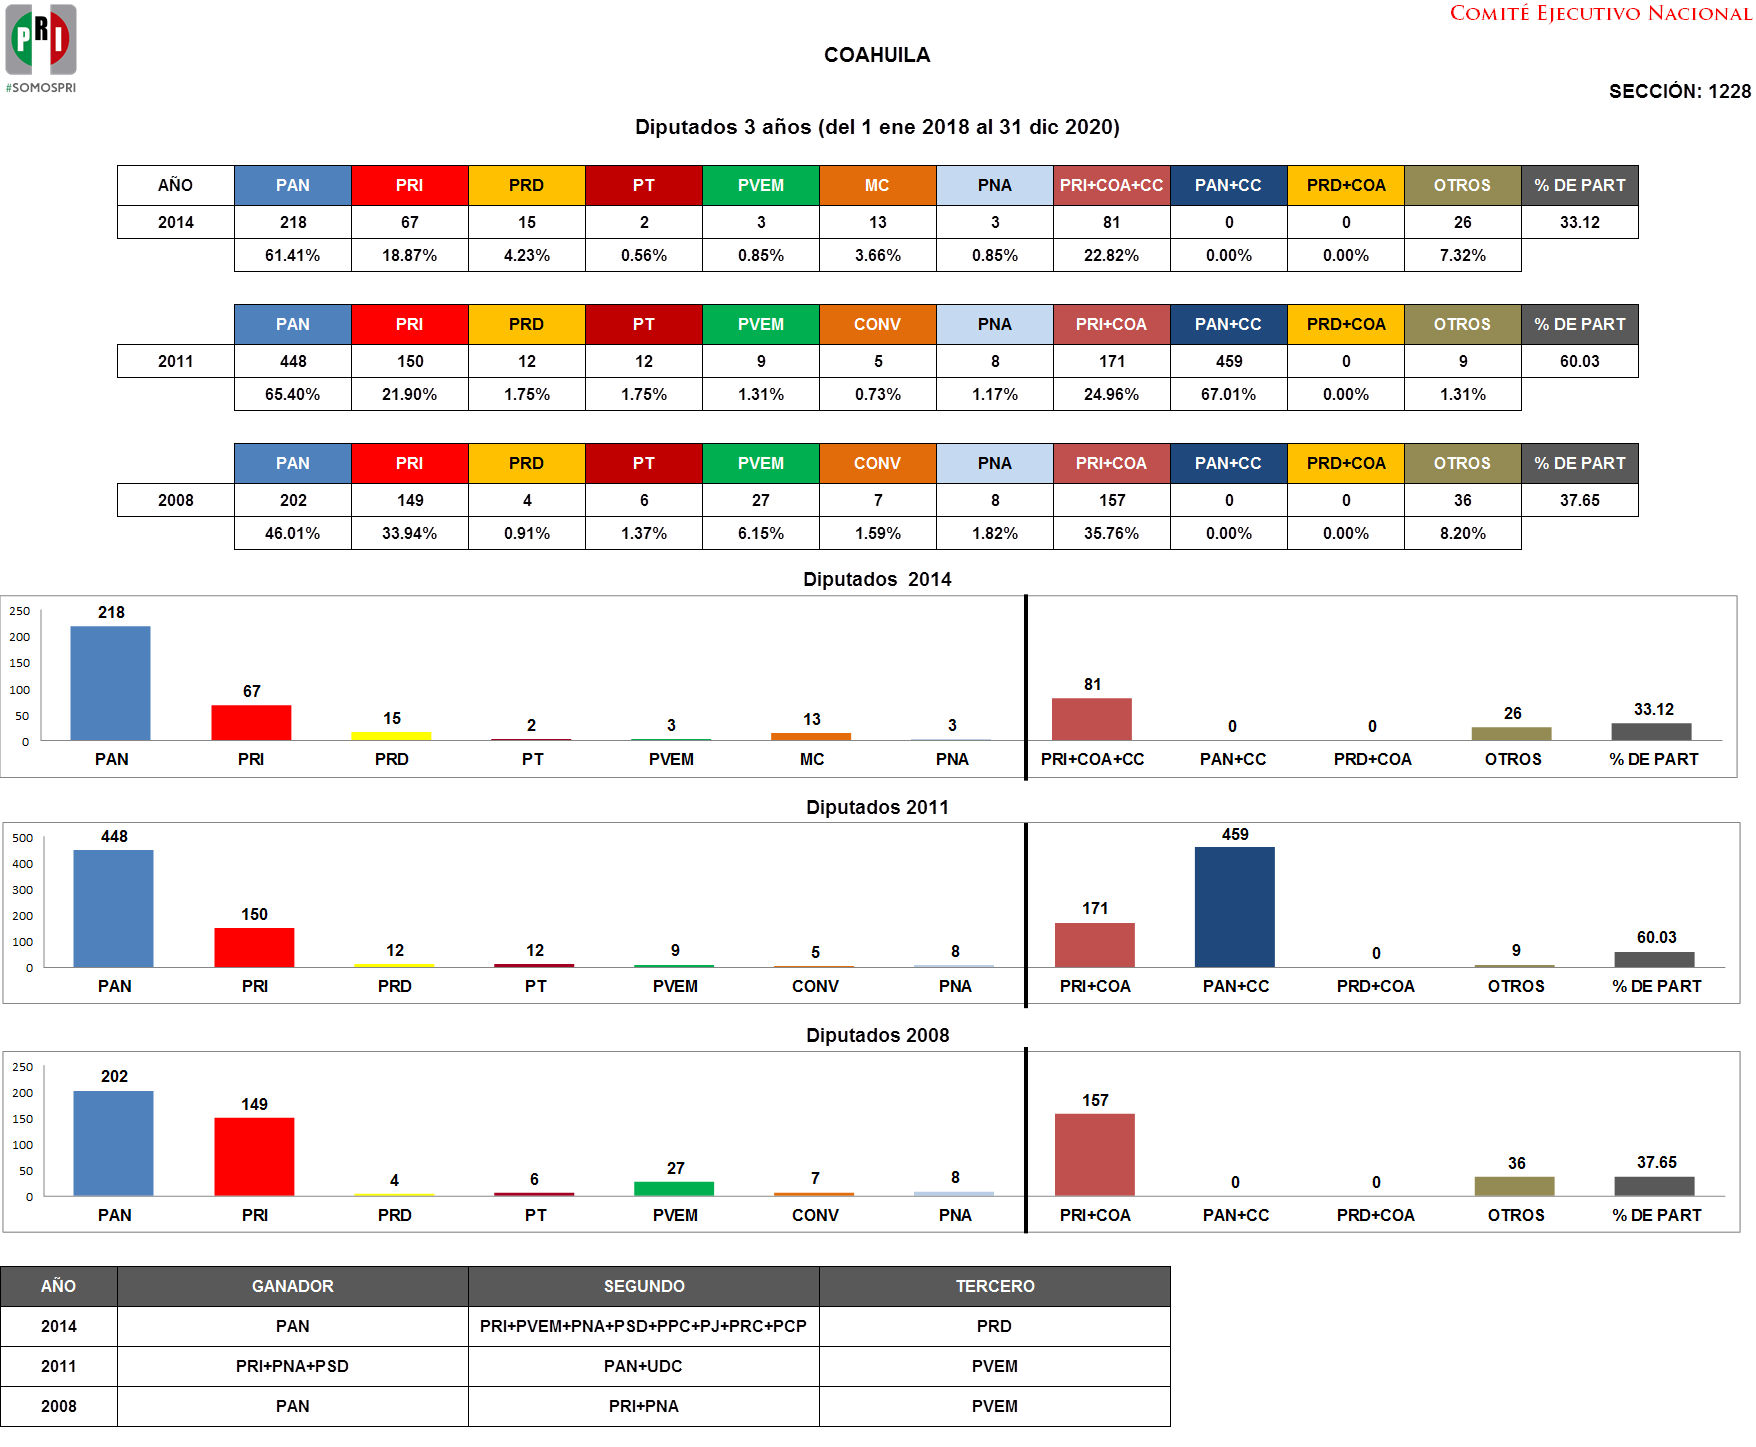 COMITÉ EJECUTIVO NACIONAL
PRI
#SOMOSPRI
COAHUILA
SECCIÓN: 1228
Diputados 3 años (del 1 ene 2018 al 31 dic 2020)
AÑO PAN PRI PRD PT PVEM MC PNA PRI+COA+CC PAN+CC PRD+COA OTROS % DE PART
2014 218 67 15 2 3 13 3 81 0 0 26 33.12
61.41% 18.87% 4.23% 0.56% 0.85% 3.66% 0.85% 22.82% 0.00% 0.00% 7.32%
PAN PRI PRD PT PVEM CONV PNA PRI+COA PAN+CC PRD+COA OTROS % DE PART
2011 448 150 12 12 9 5 8 171 459 0 9 60.03
65.40% 21.90% 1.75% 1.75% 1.31% 0.73% 1.17% 24.96% 67.01% 0.00% 1.31%
PAN PRI PRD PT PVEM CONV PNA PRI+COA PAN+CC PRD+COA OTROS % DE PART
2008 202 149 4 6 27 7 8 157 0 0 36 37.65
46.01% 33.94% 0.91% 1.37% 6.15% 1.59% 1.82% 35.76% 0.00% 0.00% 8.20%
Diputados 2014
250
200
150
100
50
0
218 67 15 2 3 13 3 81 0 0 26 33.12
PAN PRI PRD PT PVEM MC PNA PRI+COA+CC PAN+CC PRD+COA OTROS % DE PART
Diputados 2011
500
400
300
200
100
0
448 150 12 12 9 5 8 171 459 0 9 60.03
PAN PRI PRD PT PVEM CONV PNA PRI+COA PAN+CC PRD+COA OTROS % DE PART
Diputados 2008
250
200
150
100
50
0
202 149 4 6 27 7 8 157 0 0 36 37.65
PAN PRI PRD PT PVEM CONV PNA PRI+COA PAN+CC PRD+COA OTROS % DE PART
AÑO GANADOR SEGUNDO TERCERO
2014 PAN PRI+PVEM+PNA+PSD+PPC+PJ+PRC+PCP PRD
2011 PRI+PNA+PSD PAN+UDC PVEM
2008 PAN PRI+PNA PVEM